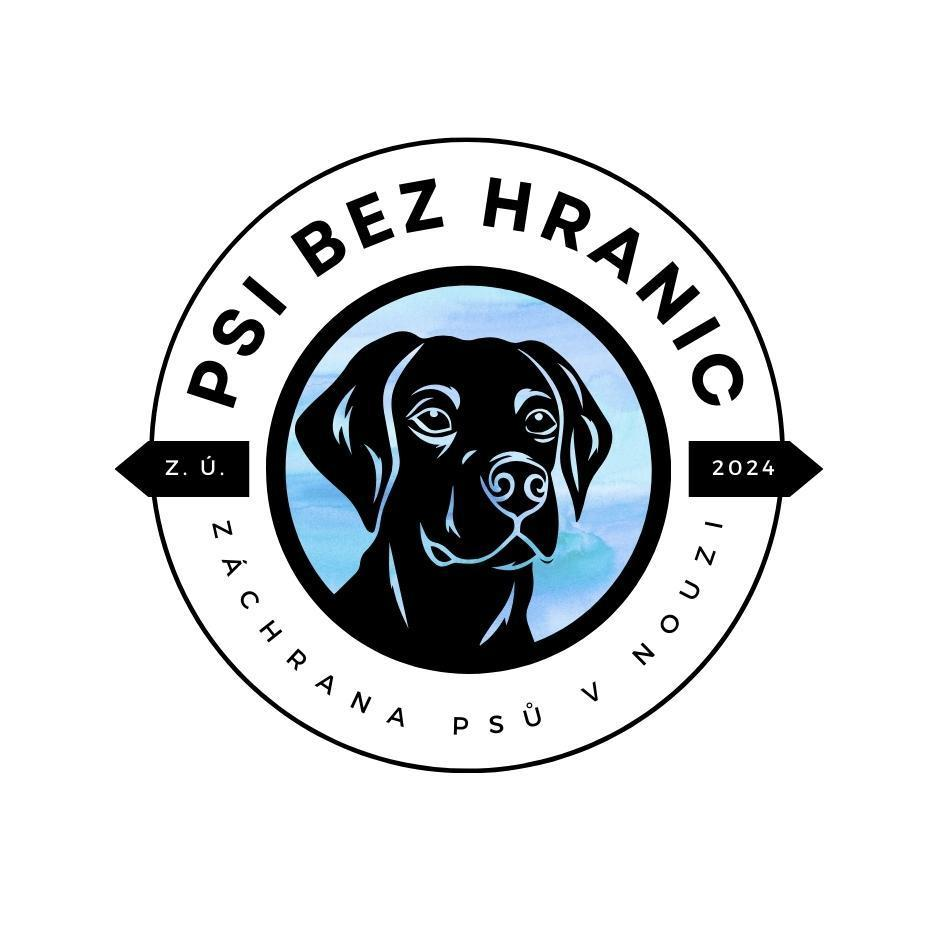 PSI BEZ HRANIC
Z. Ú.
2024
ZÁCHRANA PSŮ V NOUZI